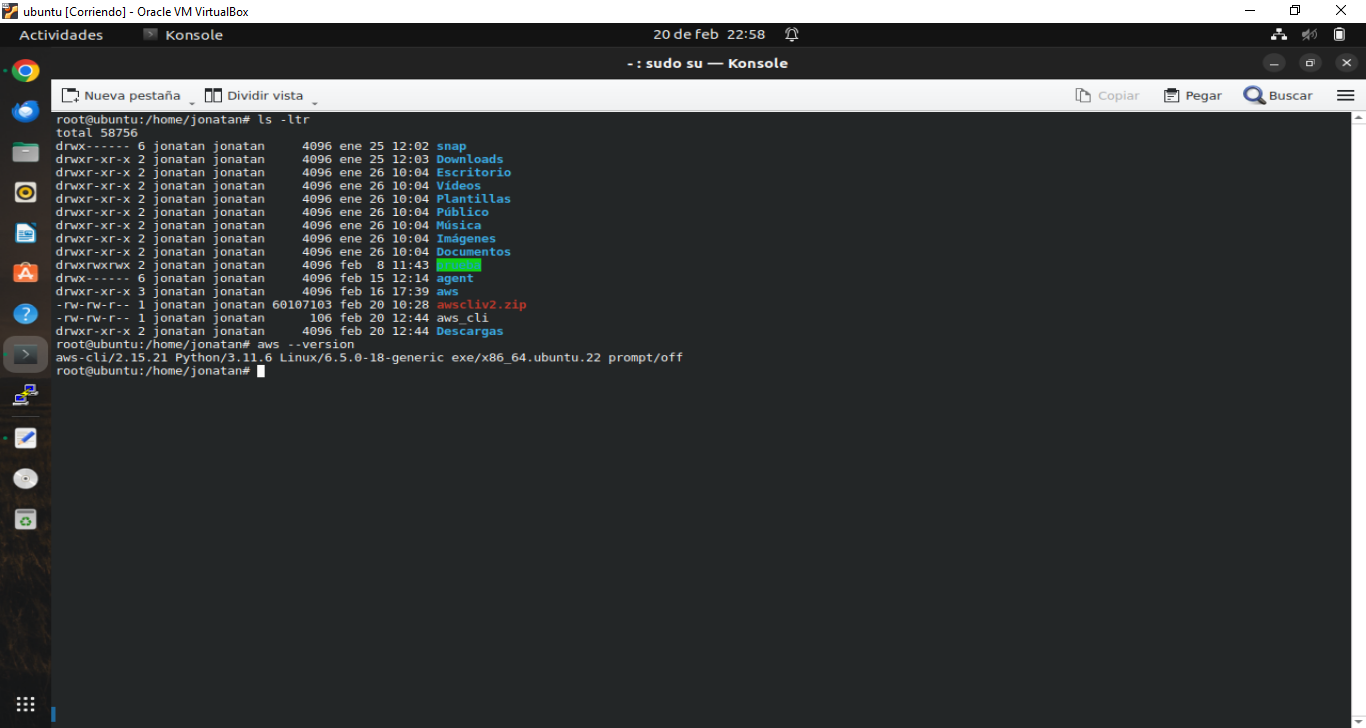 ubuntu [Corriendo] - Oracle VM VirtualBox
Actividades Konsole 20 de feb 22:58
- : sudo su — Konsole
Nueva pestaña Dividir vista Copiar Pegar Buscar
root@ubuntu:/home/jonatan# ls -ltr
total 58756
drwx------ 6 jonatan jonatan     4096 ene 25 12:02 snap
drwxr-xr-x 2 jonatan jonatan     4096 ene 25 12:03 Downloads
drwxr-xr-x 2 jonatan jonatan     4096 ene 26 10:04 Escritorio
drwxr-xr-x 2 jonatan jonatan     4096 ene 26 10:04 Vídeos
drwxr-xr-x 2 jonatan jonatan     4096 ene 26 10:04 Plantillas
drwxr-xr-x 2 jonatan jonatan     4096 ene 26 10:04 Público
drwxr-xr-x 2 jonatan jonatan     4096 ene 26 10:04 Música
drwxr-xr-x 2 jonatan jonatan     4096 ene 26 10:04 Imágenes
drwxr-xr-x 2 jonatan jonatan     4096 ene 26 10:04 Documentos
drwxrwxrwx 2 jonatan jonatan     4096 feb  8 11:43
drwx------ 6 jonatan jonatan     4096 feb 15 12:14 agent
drwxr-xr-x 3 jonatan jonatan     4096 feb 16 17:39 aws
-rw-rw-r-- 1 jonatan jonatan 60107103 feb 20 10:28 awscliv2.zip
-rw-rw-r-- 1 jonatan jonatan      106 feb 20 12:44 aws_cli
drwxr-xr-x 2 jonatan jonatan     4096 feb 20 12:44 Descargas
root@ubuntu:/home/jonatan# aws --version
aws-cli/2.15.21 Python/3.11.6 Linux/6.5.0-18-generic exe/x86_64.ubuntu.22 prompt/off
root@ubuntu:/home/jonatan#